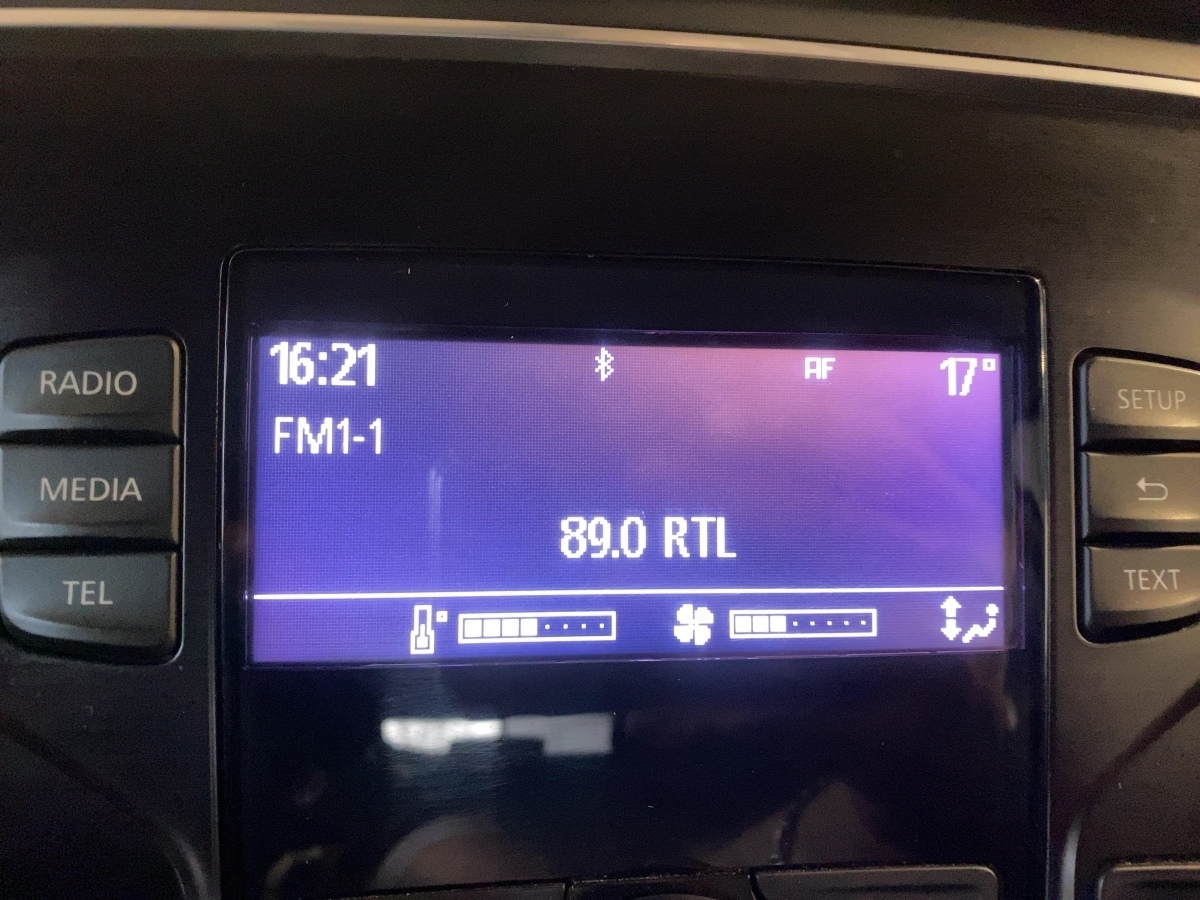 16:21 AF 17°
FM1-1
89.0 RTL
RADIO
MEDIA
TEL
SETUP
TEXT